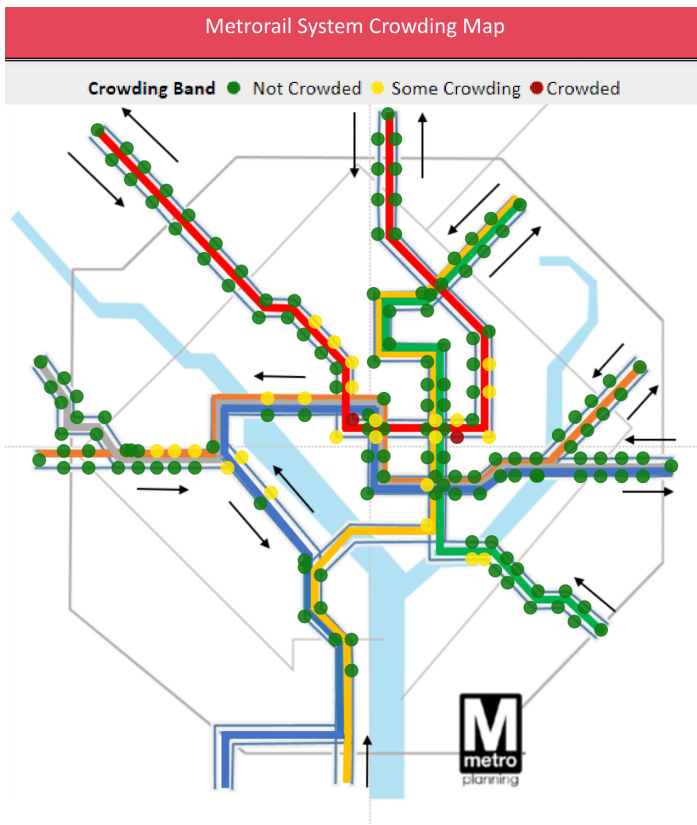 Metrorail System Crowding Map
Crowding Band Not Crowded Some Crowding Crowded
M
metro
planning